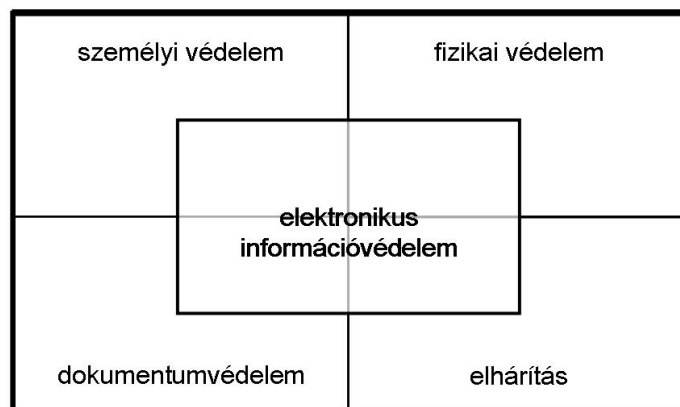 személyi védelem
fizikai védelem
elektronikus
információvédelem
dokumentumvédelem
elhárítás